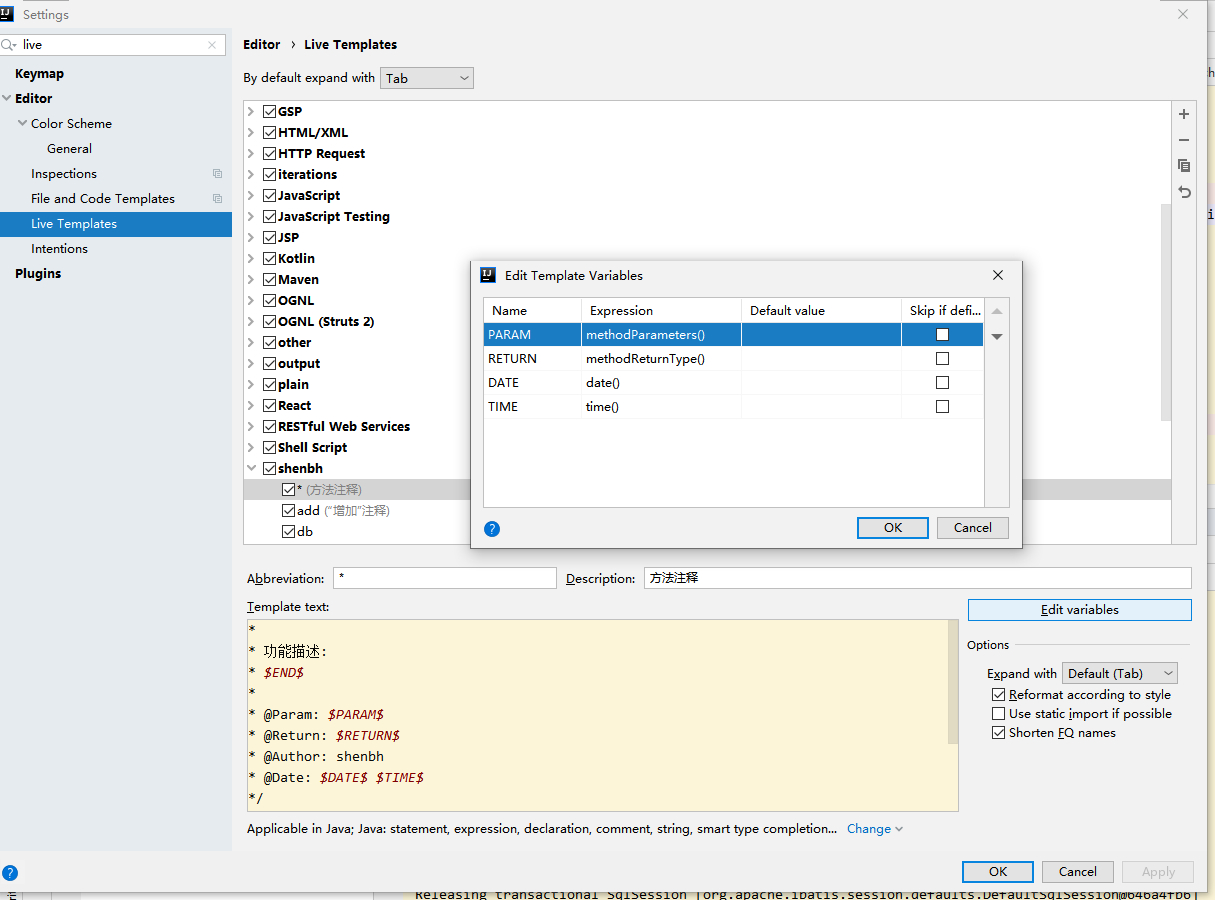 Settings
live
Keymap
Editor
Color Scheme
General
Inspections
File and Code Templates
Live Templates
Intentions
Plugins
Editor › Live Templates
By default expand with Tab
GSP
HTML/XML
HTTP Request
iterations
JavaScript
JavaScript Testing
JSP
Kotlin
Maven
OGNL
OGNL (Struts 2)
other
output
plain
React
RESTful Web Services
Shell Script
shenbh
* (方法注释)
add ("增加"注释)
db
Edit Template Variables
Name Expression Default value Skip if defi...
PARAM methodParameters()
RETURN methodReturnType()
DATE date()
TIME time()
? OK Cancel
Abbreviation: * Description: 方法注释
Template text:
Edit variables
*
* 功能描述:
* $END$
*
* @Param: $PARAM$
* @Return: $RETURN$
* @Author: shenbh
* @Date: $DATE$ $TIME$
*/
Options
Expand with Default (Tab)
Reformat according to style
Use static import if possible
Shorten FQ names
Applicable in Java; Java: statement, expression, declaration, comment, string, smart type completion... Change
? OK Cancel Apply
Releasing transactional SqlSession [org.apache.ibatis.session.defaults.DefaultSqlSession@646a4fb6]